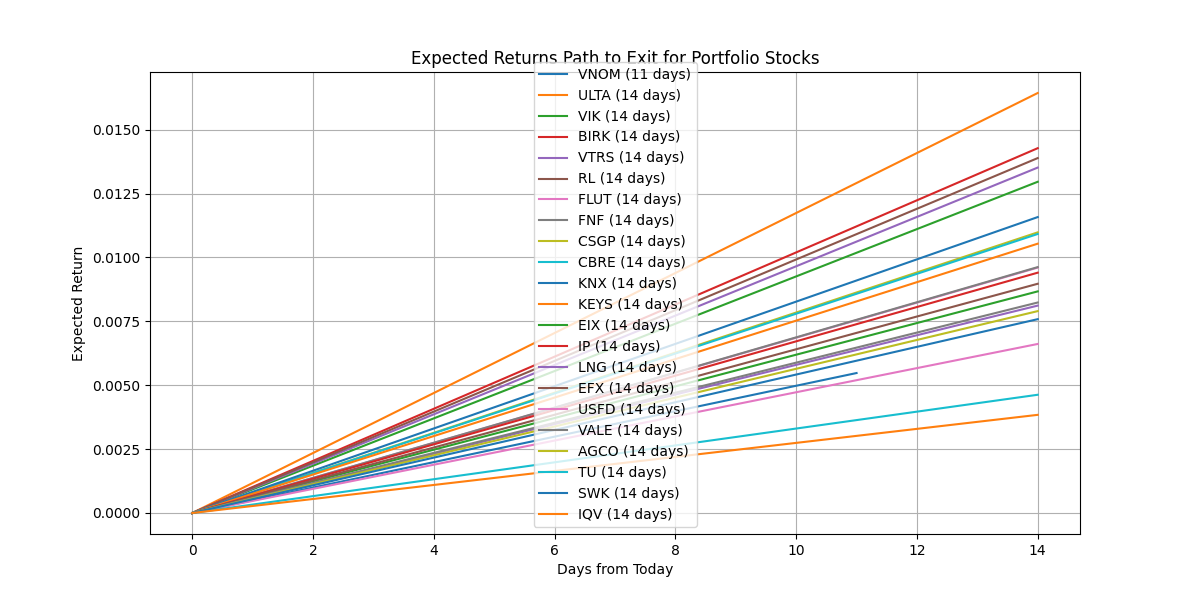 Expected Returns Path to Exit for Portfolio Stocks
VNOM (11 days)
ULTA (14 days)
VIK (14 days)
BIRK (14 days)
VTRS (14 days)
RL (14 days)
FLUT (14 days)
FNF (14 days)
CSGP (14 days)
CBRE (14 days)
KNX (14 days)
KEYS (14 days)
EIX (14 days)
IP (14 days)
LNG (14 days)
EFX (14 days)
USFD (14 days)
VALE (14 days)
AGCO (14 days)
TU (14 days)
SWK (14 days)
IQV (14 days)
Expected Return
0.0150
0.0125
0.0100
0.0075
0.0050
0.0025
0.0000
0 2 4 6 8 10 12 14
Days from Today